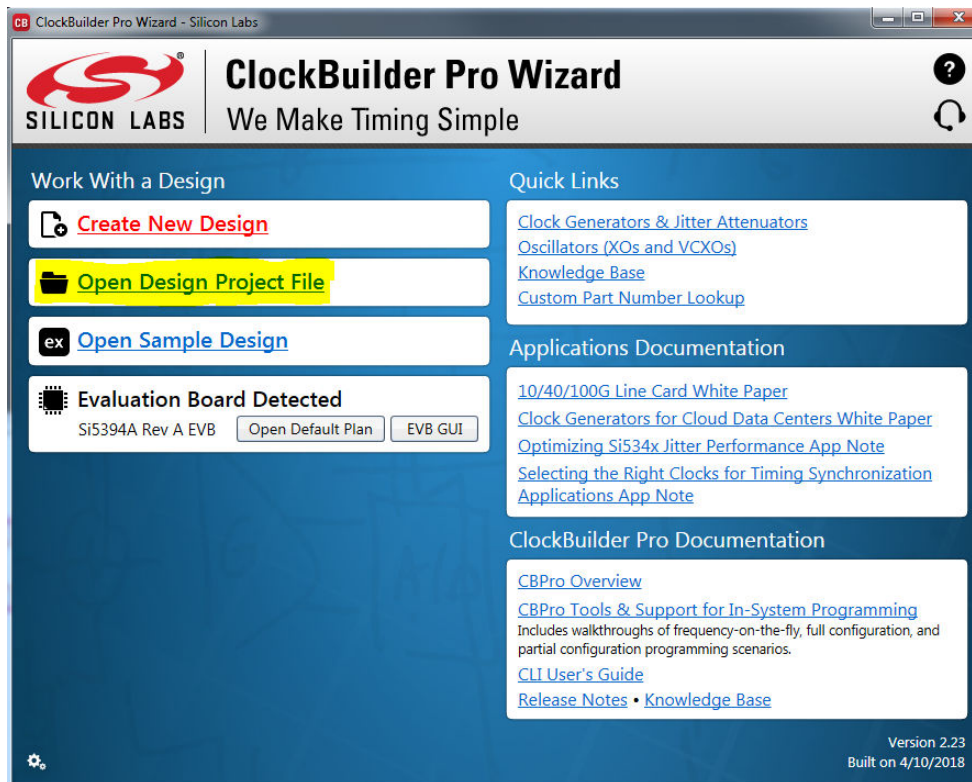 CB ClockBuilder Pro Wizard - Silicon Labs
SILICON LABS
ClockBuilder Pro Wizard
We Make Timing Simple
?
Work With a Design
Create New Design
Open Design Project File
ex Open Sample Design
Evaluation Board Detected
Si5394A Rev A EVB Open Default Plan EVB GUI
Quick Links
Clock Generators & Jitter Attenuators
Oscillators (XOs and VCXOs)
Knowledge Base
Custom Part Number Lookup
Applications Documentation
10/40/100G Line Card White Paper
Clock Generators for Cloud Data Centers White Paper
Optimizing Si534x Jitter Performance App Note
Selecting the Right Clocks for Timing Synchronization
Applications App Note
ClockBuilder Pro Documentation
CBPro Overview
CBPro Tools & Support for In-System Programming
Includes walkthroughs of frequency-on-the-fly, full configuration, and
partial configuration programming scenarios.
CLI User's Guide
Release Notes • Knowledge Base
Version 2.23
Built on 4/10/2018